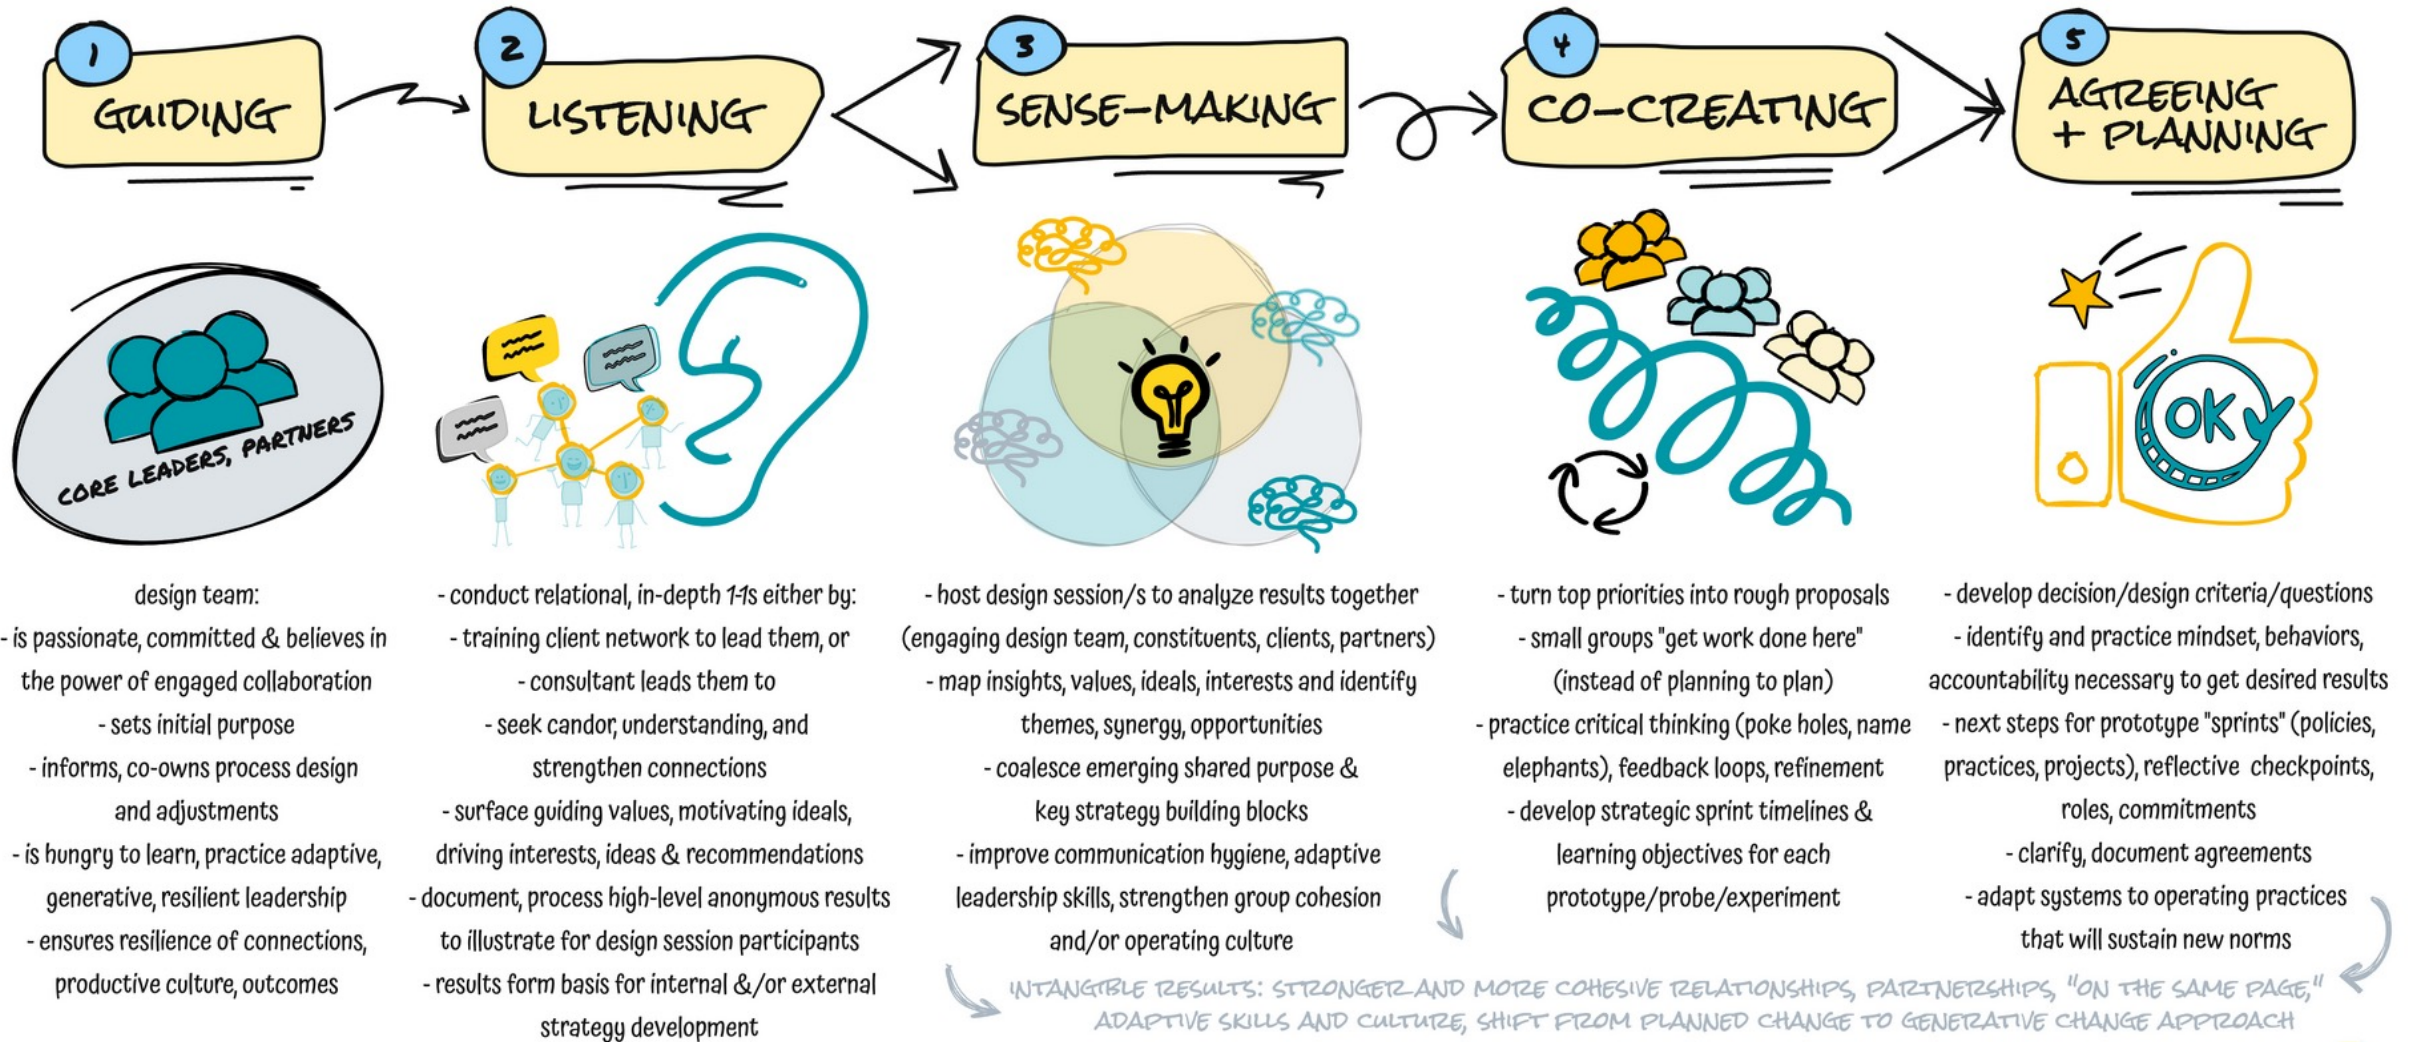 1
GUIDING
2
LISTENING
3
SENSE-MAKING
4
CO-CREATING
5
AGREEING
+ PLANNING
CORE LEADERS, PARTNERS
OK
design team:
- is passionate, committed & believes in
the power of engaged collaboration
- sets initial purpose
- informs, co-owns process design
and adjustments
- is hungry to learn, practice adaptive,
generative, resilient leadership
- ensures resilience of connections,
productive culture, outcomes
- conduct relational, in-depth 1-1s either by:
- training client network to lead them, or
- consultant leads them to
- seek candor, understanding, and
strengthen connections
- surface guiding values, motivating ideals,
driving interests, ideas & recommendations
- document, process high-level anonymous results
to illustrate for design session participants
- results form basis for internal &/or external
strategy development
- host design session/s to analyze results together
(engaging design team, constituents, clients, partners)
- map insights, values, ideals, interests and identify
themes, synergy, opportunities
- coalesce emerging shared purpose &
key strategy building blocks
- improve communication hygiene, adaptive
leadership skills, strengthen group cohesion
and/or operating culture
- turn top priorities into rough proposals
- small groups "get work done here"
(instead of planning to plan)
- practice critical thinking (poke holes, name
elephants), feedback loops, refinement
- develop strategic sprint timelines &
learning objectives for each
prototype/probe/experiment
- develop decision/design criteria/questions
- identify and practice mindset, behaviors,
accountability necessary to get desired results
- next steps for prototype "sprints" (policies,
practices, projects), reflective checkpoints,
roles, commitments
- clarify, document agreements
- adapt systems to operating practices
that will sustain new norms
INTANGIBLE RESULTS: STRONGER AND MORE COHESIVE RELATIONSHIPS, PARTNERSHIPS, "ON THE SAME PAGE,"
ADAPTIVE SKILLS AND CULTURE, SHIFT FROM PLANNED CHANGE TO GENERATIVE CHANGE APPROACH